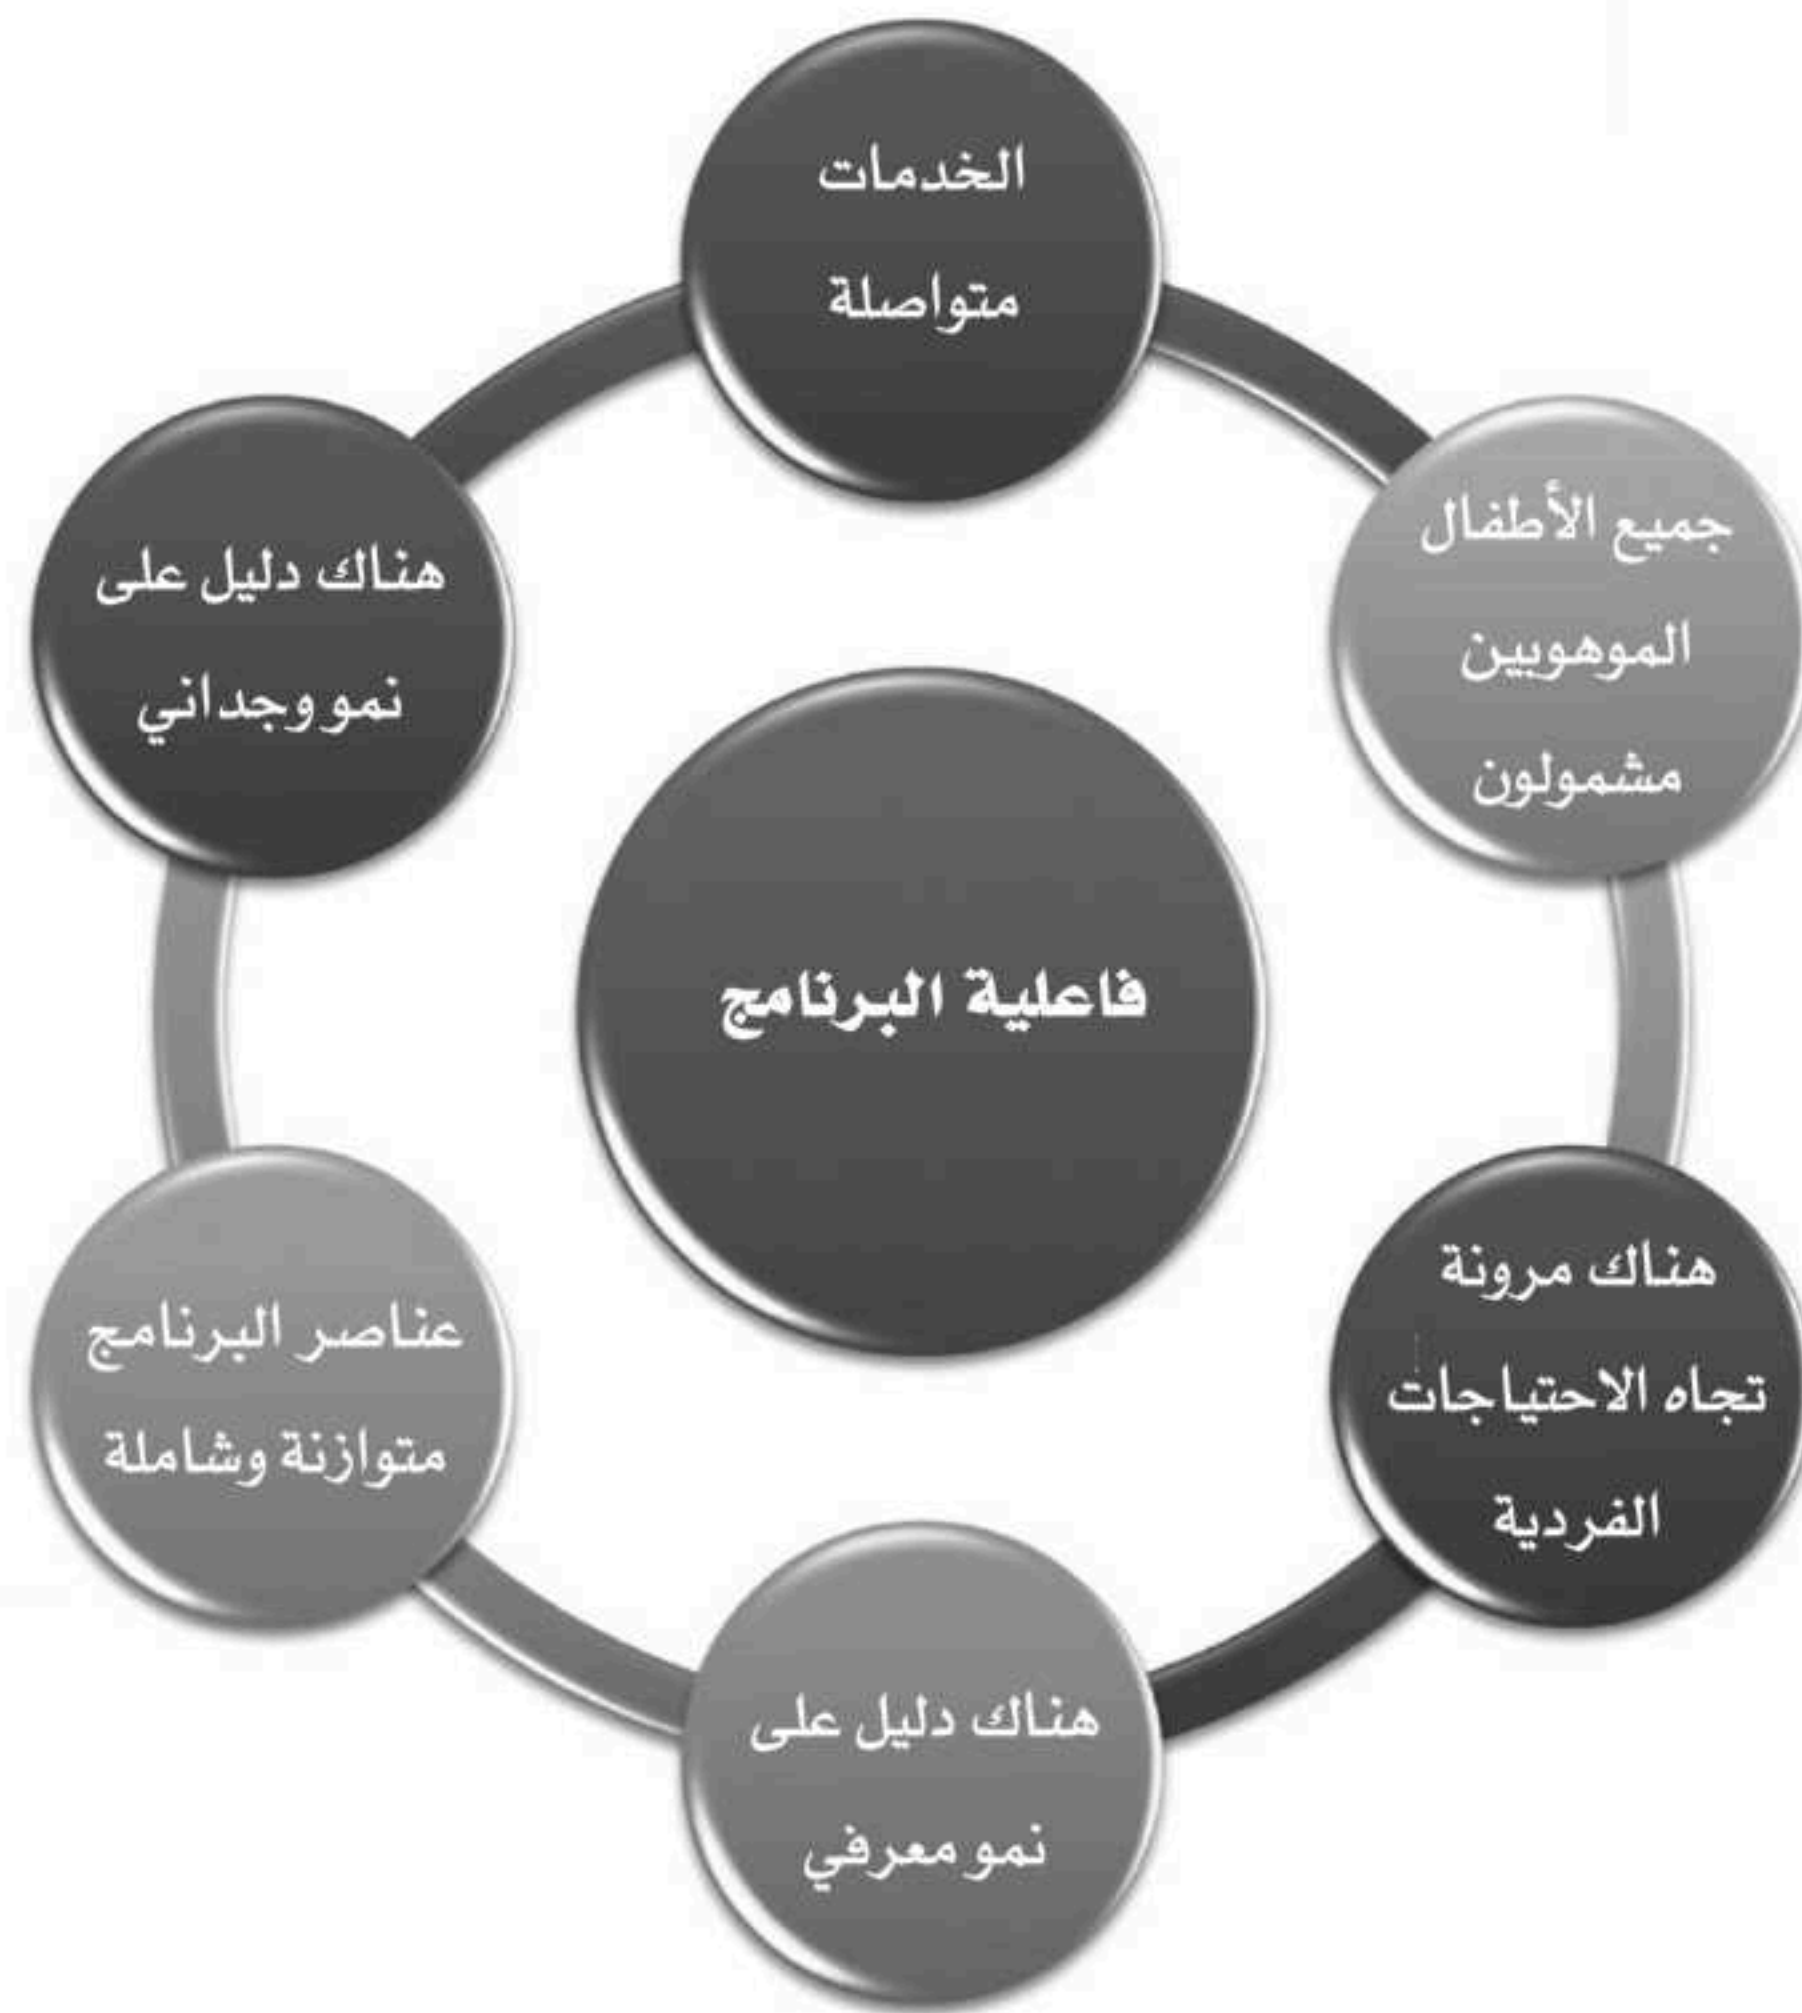 الخدمات
متواصلة
جميع الأطفال
الموهوبين
مشمولون
هناك مرونة
تجاه الاحتياجات
الفردية
هناك دليل على
نمو معرفي
عناصر البرنامج
متوازنة وشاملة
هناك دليل على
نمو وجداني
فاعلية البرنامج